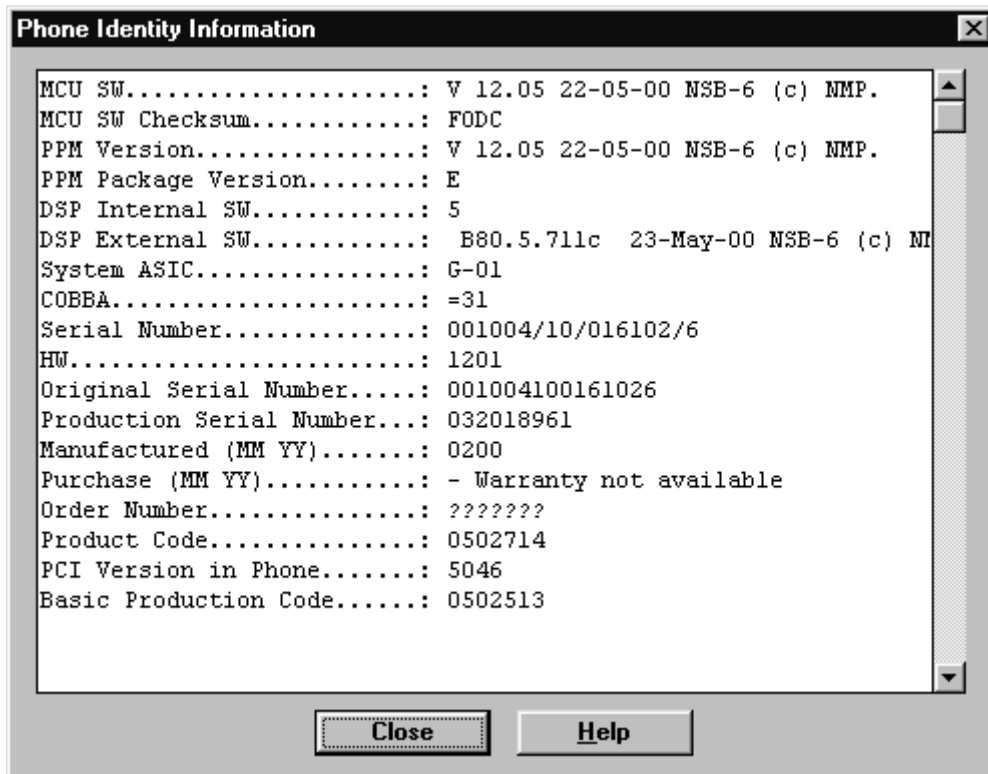 Phone Identity Information
MCU SW.....................: V 12.05 22-05-00 NSB-6 (c) NMP.
MCU SW Checksum............: F0DC
PPM Version................: V 12.05 22-05-00 NSB-6 (c) NMP.
PPM Package Version........: E
DSP Internal SW............: 5
DSP External SW............:  B80.5.711c  23-May-00 NSB-6 (c)
System ASIC................: G-01
COBBA......................: =31
Serial Number..............: 001004/10/016102/6
HW.........................: 1201
Original Serial Number.....: 001004100161026
Production Serial Number...: 032018961
Manufactured (MM YY).......: 0200
Purchase (MM YY)...........: - Warranty not available
Order Number...............: ???????
Product Code...............: 0502714
PCI Version in Phone.......: 5046
Basic Production Code......: 0502513
Close
Help